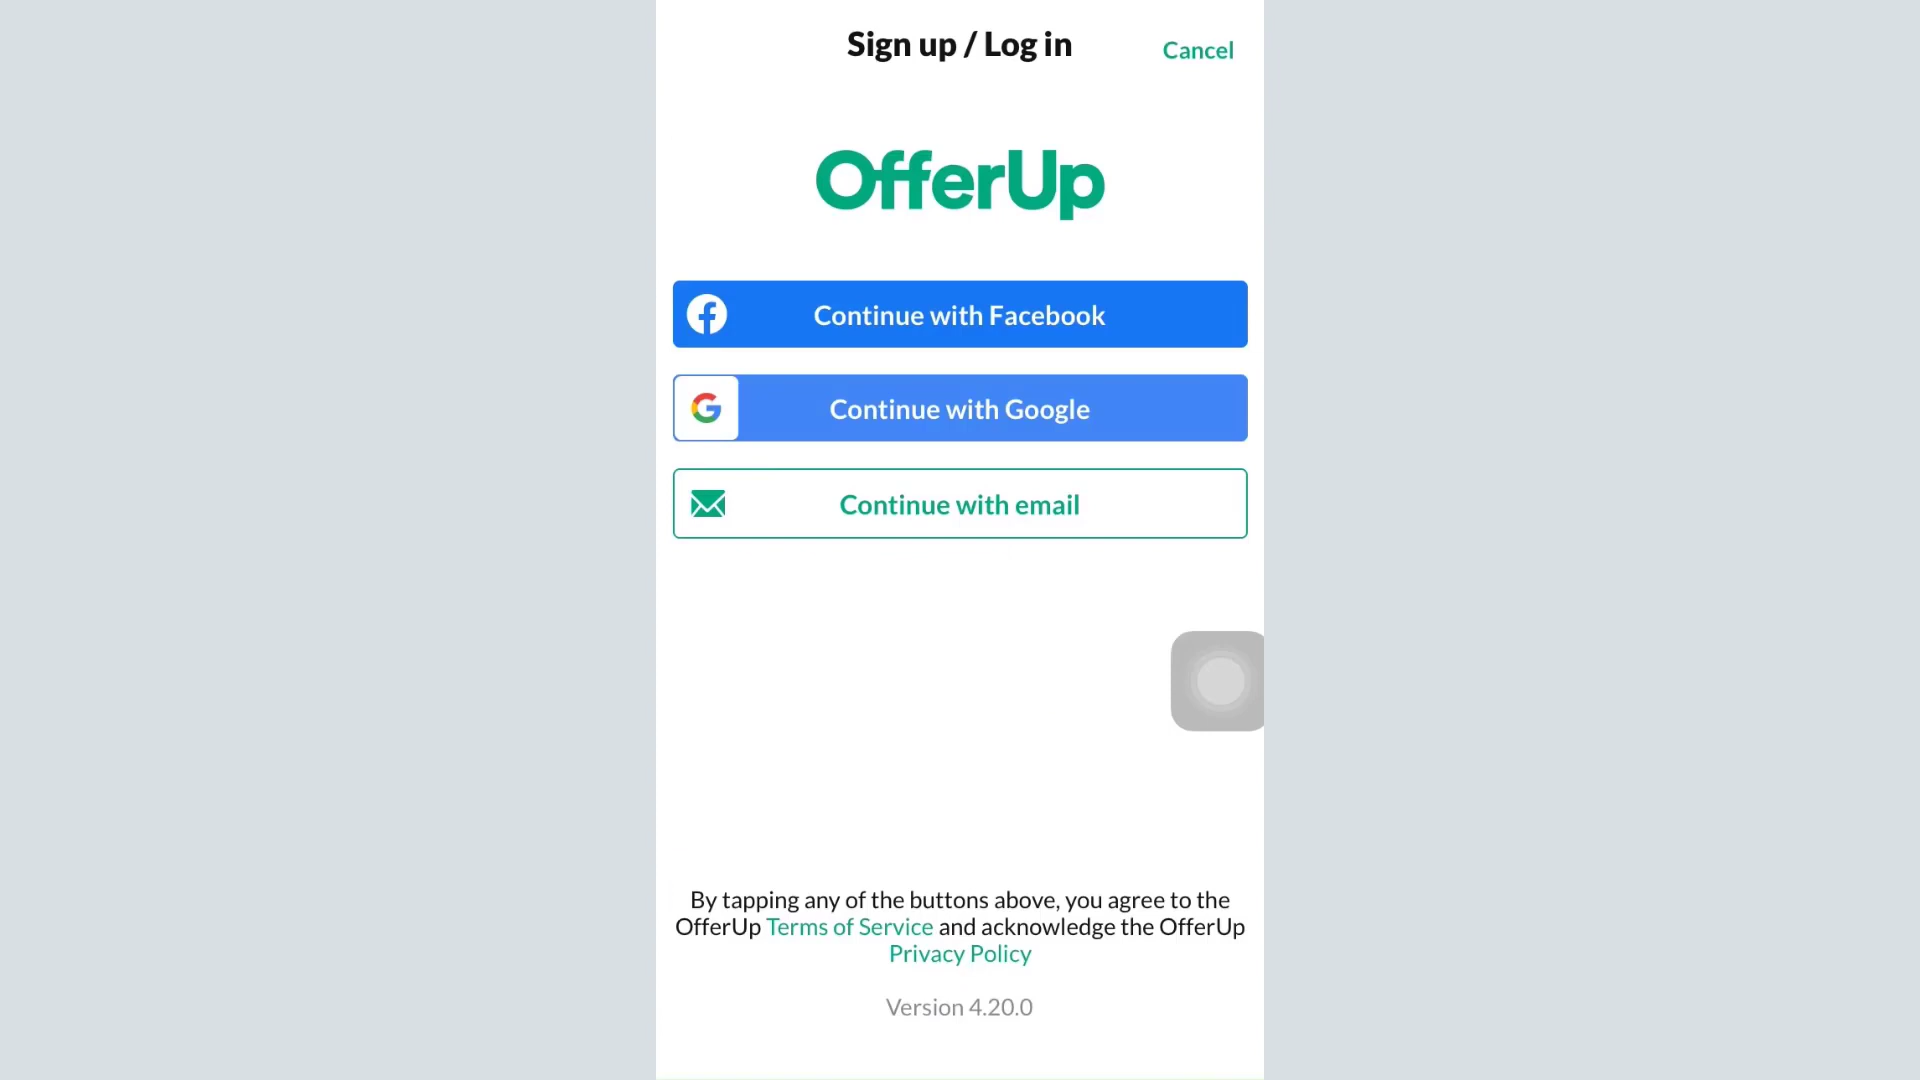 Sign up / Log in
Cancel
OfferUp
Continue with Facebook
Continue with Google
Continue with email
By tapping any of the buttons above, you agree to the
OfferUp Terms of Service and acknowledge the OfferUp
Privacy Policy
Version 4.20.0